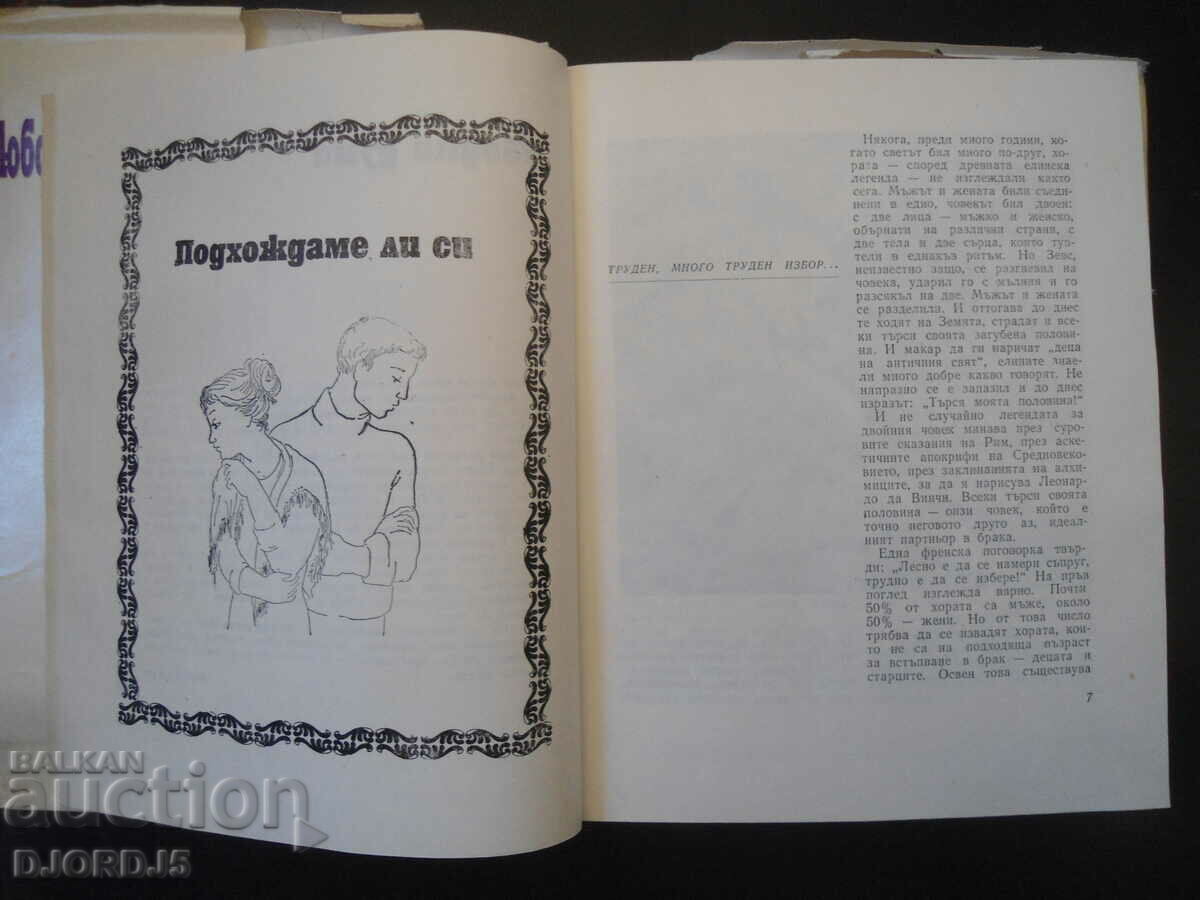 Подхождаме ли си
ТРУДЕН, МНОГО ТРУДЕН ИЗБОР...
Някога, преди много години, ко-
гато светът бил много по-друг, хо-
рата — според древната елинска
легенда — не изглеждали както
сега. Мъжът и жената били съеди-
нени в едно, човекът бил двоен:
с две лица — мъжко и женско,
обърнати на различни страни, с
две тела и две сърца, които туп-
тели в еднакъв ритъм. Но Зевс,
неизвестно защо, се разгневил на
човека, ударил го с мълния и го
разсякъл на две. Мъжът и жената
се разделили. И оттогава до днес
те ходят на Земята, страдат и все-
ки търси своята загубена полови-
на. И макар да ги наричат „деца
на античния свят“, елините знае-
ли много добре какво говорят. Не
напразно се е запазил и до днес
изразът: „Търся моята половина!“
И не случайно легендата за
двойния човек минава през суро-
вите сказания на Рим, през аске-
тичните апокрифи на Средновеко-
вието, през заклинанията на алхи-
миците, за да я нарисува Леонар-
до да Винчи. Всеки търси своята
половина — онзи човек, който е
точно неговото друго аз, идеал-
ният партньор в брака.
Една френска поговорка твър-
ди: „Лесно е да се намери съпруг,
трудно е да се избере!“ На пръв
поглед изглежда вярно. Почти
50% от хората са мъже, около
50% — жени. Но от това число
трябва да се извадят хората, кои-
то не са на подходяща възраст
за встъпване в брак — децата и
старците. Освен това съществува
7
BALKAN
auction
DJORDJ5